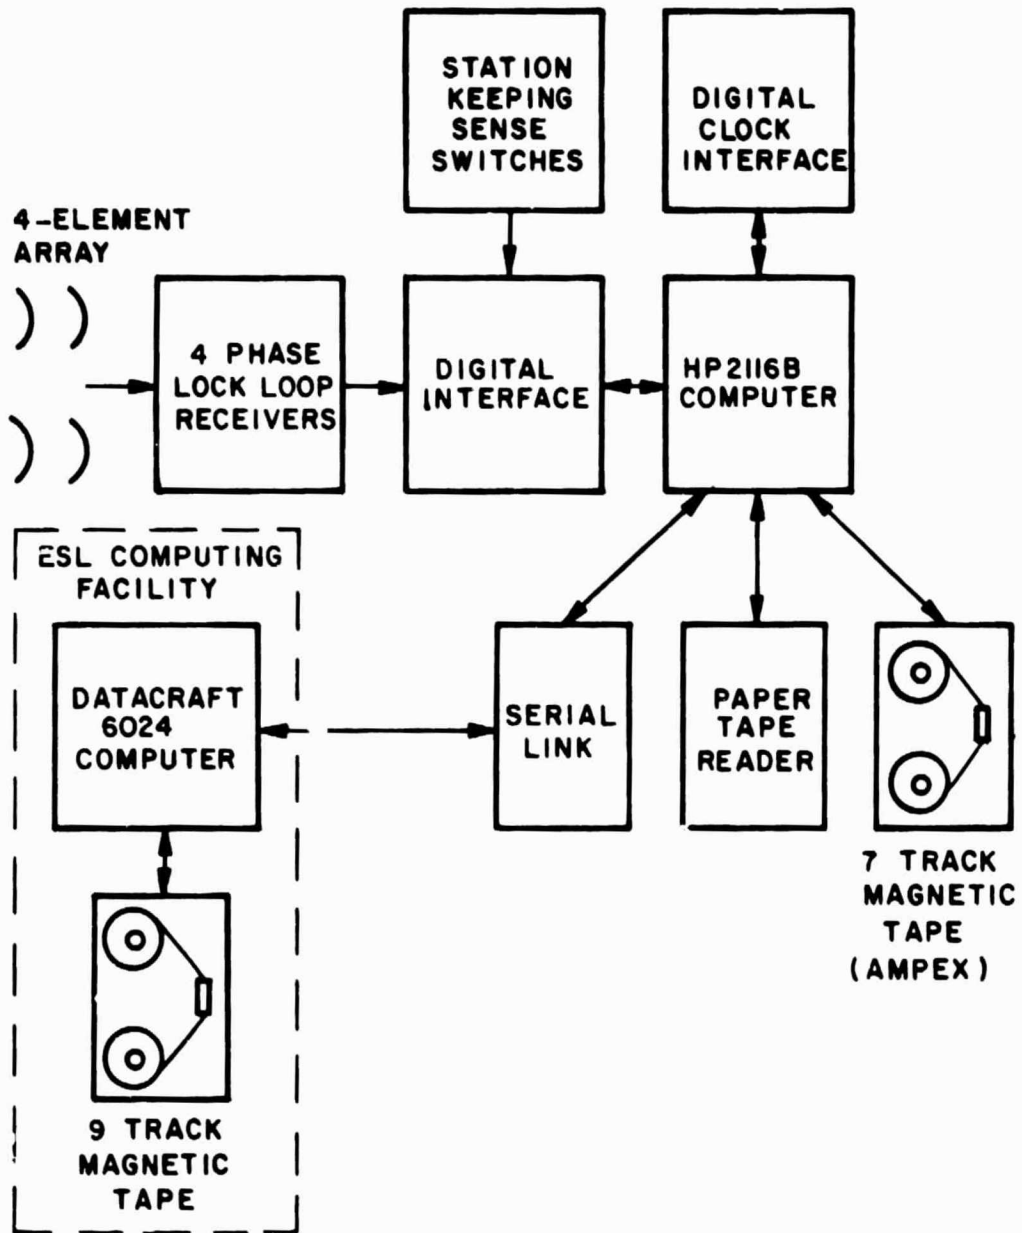 STATION
KEEPING
SENSE
SWITCHES
DIGITAL
CLOCK
INTERFACE
4-ELEMENT
ARRAY
4 PHASE
LOCK LOOP
RECEIVERS
DIGITAL
INTERFACE
HP2116B
COMPUTER
ESL COMPUTING
FACILITY
DATACRAFT
6024
COMPUTER
SERIAL
LINK
PAPER
TAPE
READER
7 TRACK
MAGNETIC
TAPE
(AMPEX)
9 TRACK
MAGNETIC
TAPE